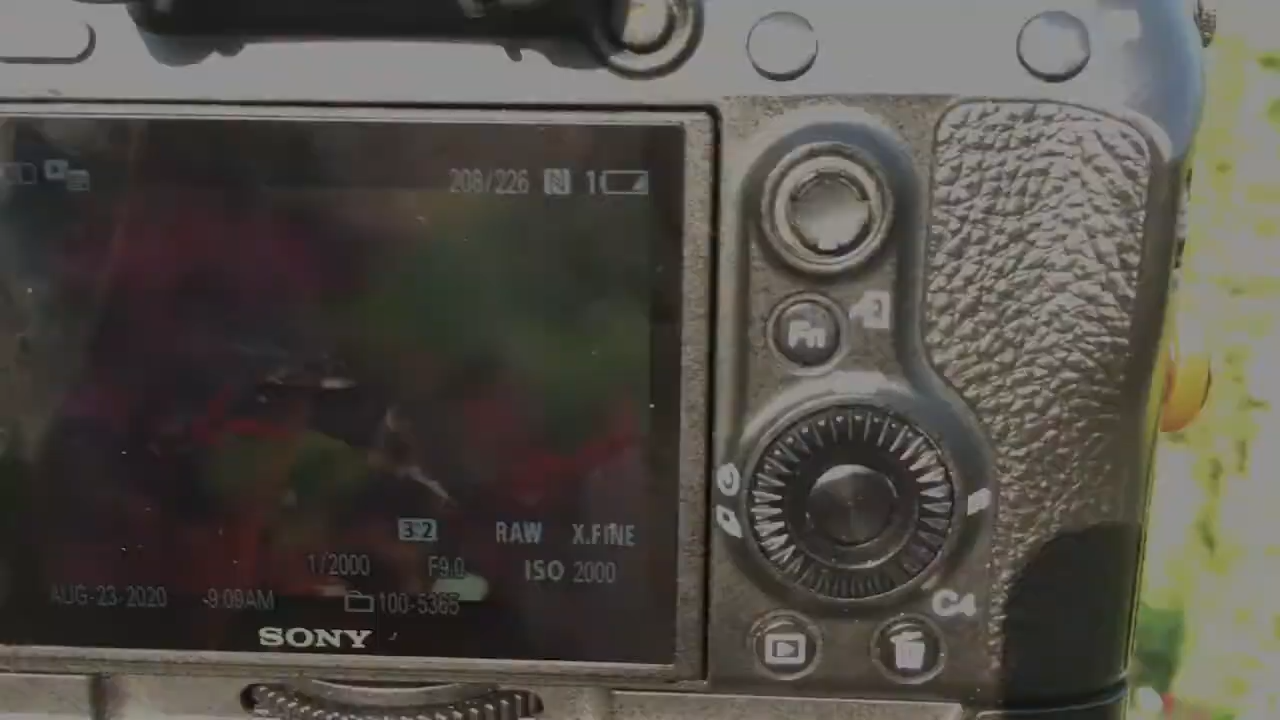 208/226 1
Fn
3:2 RAW X.FINE
1/2000 F9.0 ISO 2000
AUG-23-2020 9:09AM 100-5365
C4
SONY